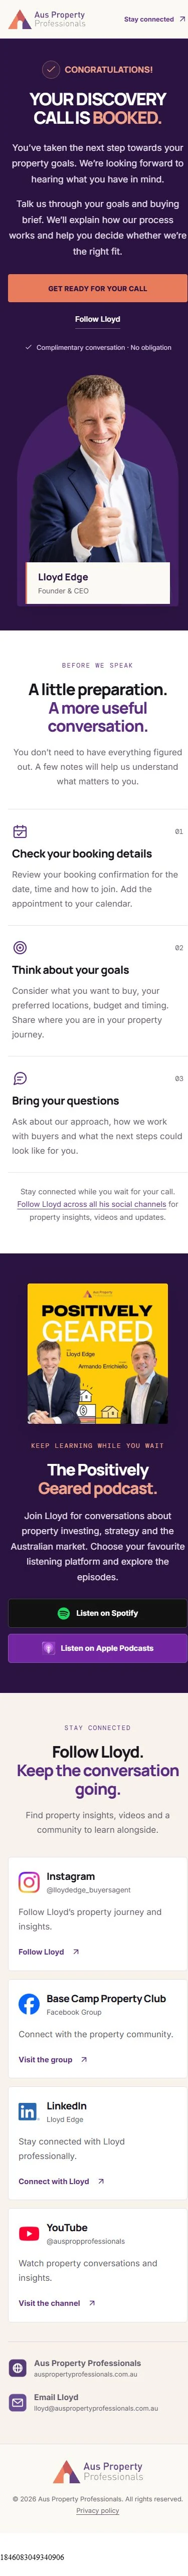 Aus Property
Professionals
Stay connected
CONGRATULATIONS!
YOUR DISCOVERY
CALL IS BOOKED.
You've taken the next step towards your
property goals. We're looking forward to
hearing what you have in mind.
Talk us through your goals and buying
brief. We'll explain how our process
works and help you decide whether we're
the right fit.
GET READY FOR YOUR CALL
Follow Lloyd
Complimentary conversation · No obligation
Lloyd Edge
Founder & CEO
BEFORE WE SPEAK
A little preparation.
A more useful
conversation.
You don't need to have everything figured
out. A few notes will help us understand
what matters to you.
01
Check your booking details
Review your booking confirmation for the
date, time and how to join. Add the
appointment to your calendar.
02
Think about your goals
Consider what you want to buy, your
preferred locations, budget and timing.
Share where you are in your property
journey.
03
Bring your questions
Ask about our approach, how we work
with buyers and what the next steps could
look like for you.
Stay connected while you wait for your call.
Follow Lloyd across all his social channels for
property insights, videos and updates.
Aus Property
Professionals
POSITIVELY
GEARED
Lloyd Edge
Armando Errichiello
KEEP LEARNING WHILE YOU WAIT
The Positively
Geared podcast.
Join Lloyd for conversations about
property investing, strategy and the
Australian market. Choose your favourite
listening platform and explore the
episodes.
Listen on Spotify
Listen on Apple Podcasts
STAY CONNECTED
Follow Lloyd.
Keep the conversation
going.
Find property insights, videos and a
community to learn alongside.
Instagram
@lloydedge_buyersagent
Follow Lloyd's property journey and
insights.
Follow Lloyd
Base Camp Property Club
Facebook Group
Connect with the property community.
Visit the group
LinkedIn
Lloyd Edge
Stay connected with Lloyd
professionally.
Connect with Lloyd
YouTube
@auspropprofessionals
Watch property conversations and
insights.
Visit the channel
Aus Property Professionals
auspropertyprofessionals.com.au
Email Lloyd
lloyd@auspropertyprofessionals.com.au
Aus Property
Professionals
© 2026 Aus Property Professionals. All rights reserved.
Privacy policy
1846083049340906